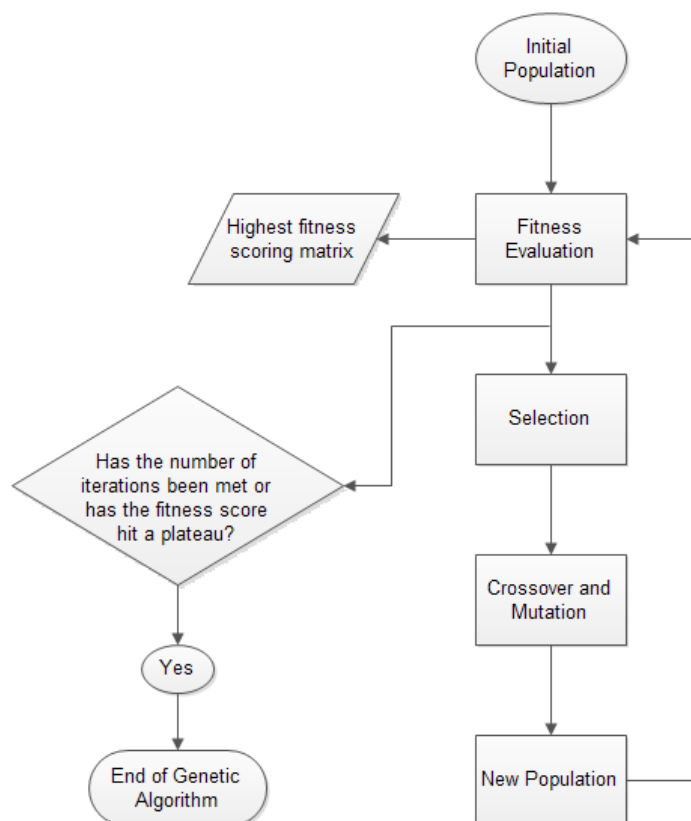 Initial
Population
Highest fitness
scoring matrix
Fitness
Evaluation
Selection
Has the number of
iterations been met or
has the fitness score
hit a plateau?
Crossover and
Mutation
Yes
End of Genetic
Algorithm
New Population